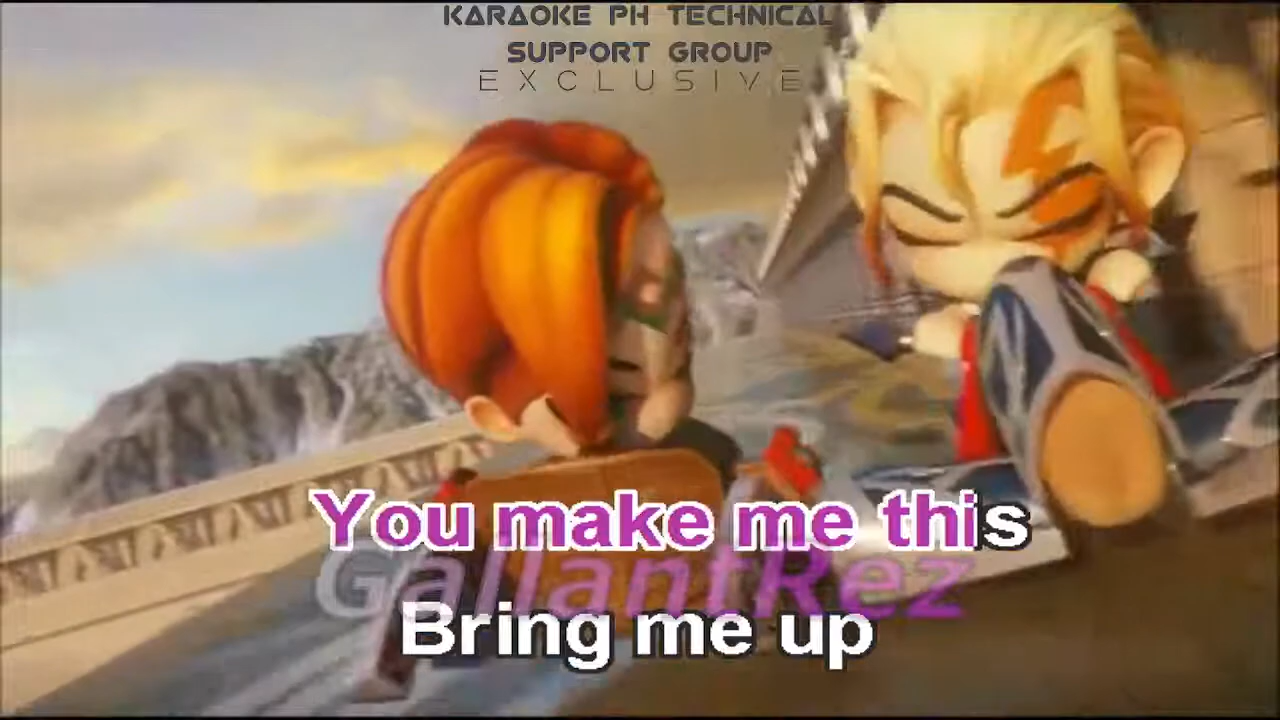 KARAOKE PH TECHNICAL
SUPPORT GROUP
EXCLUSIVE
You make me this
GallantRez
Bring me up